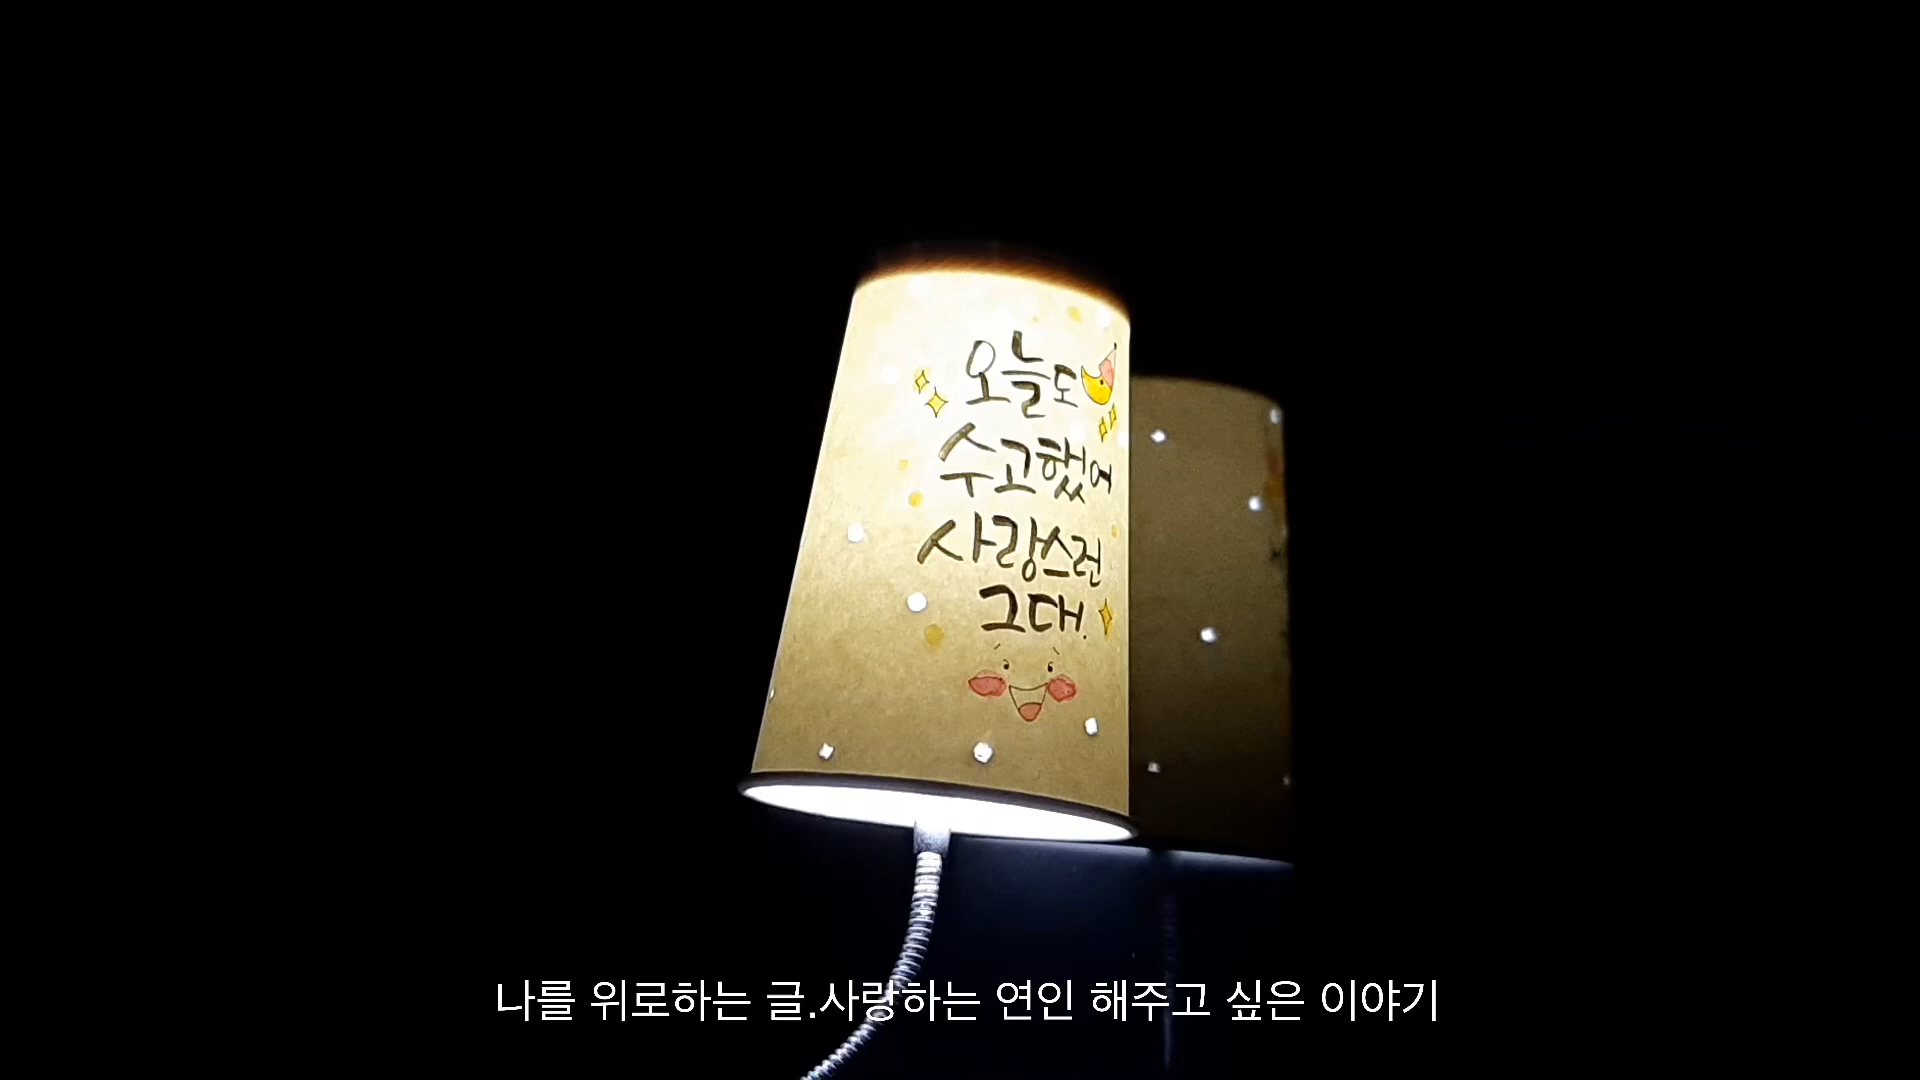 오늘도
수고했어
사랑스런
그대.
나를 위로하는 글.사랑하는 연인 해주고 싶은 이야기